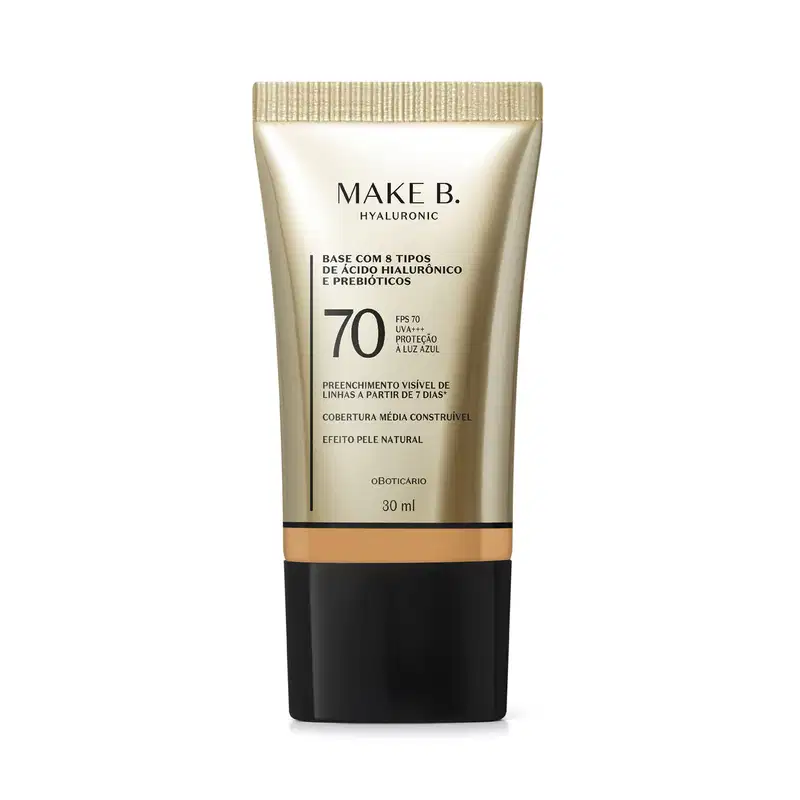 MAKE B.
HYALURONIC
BASE COM 8 TIPOS
DE ÁCIDO HIALURÔNICO
E PREBIÓTICOS
70
FPS 70
UVA+++
PROTEÇÃO
À LUZ AZUL
PREENCHIMENTO VISÍVEL DE
LINHAS A PARTIR DE 7 DIAS*
COBERTURA MÉDIA CONSTRUÍVEL
EFEITO PELE NATURAL
oBOTICÁRIO
30 ml